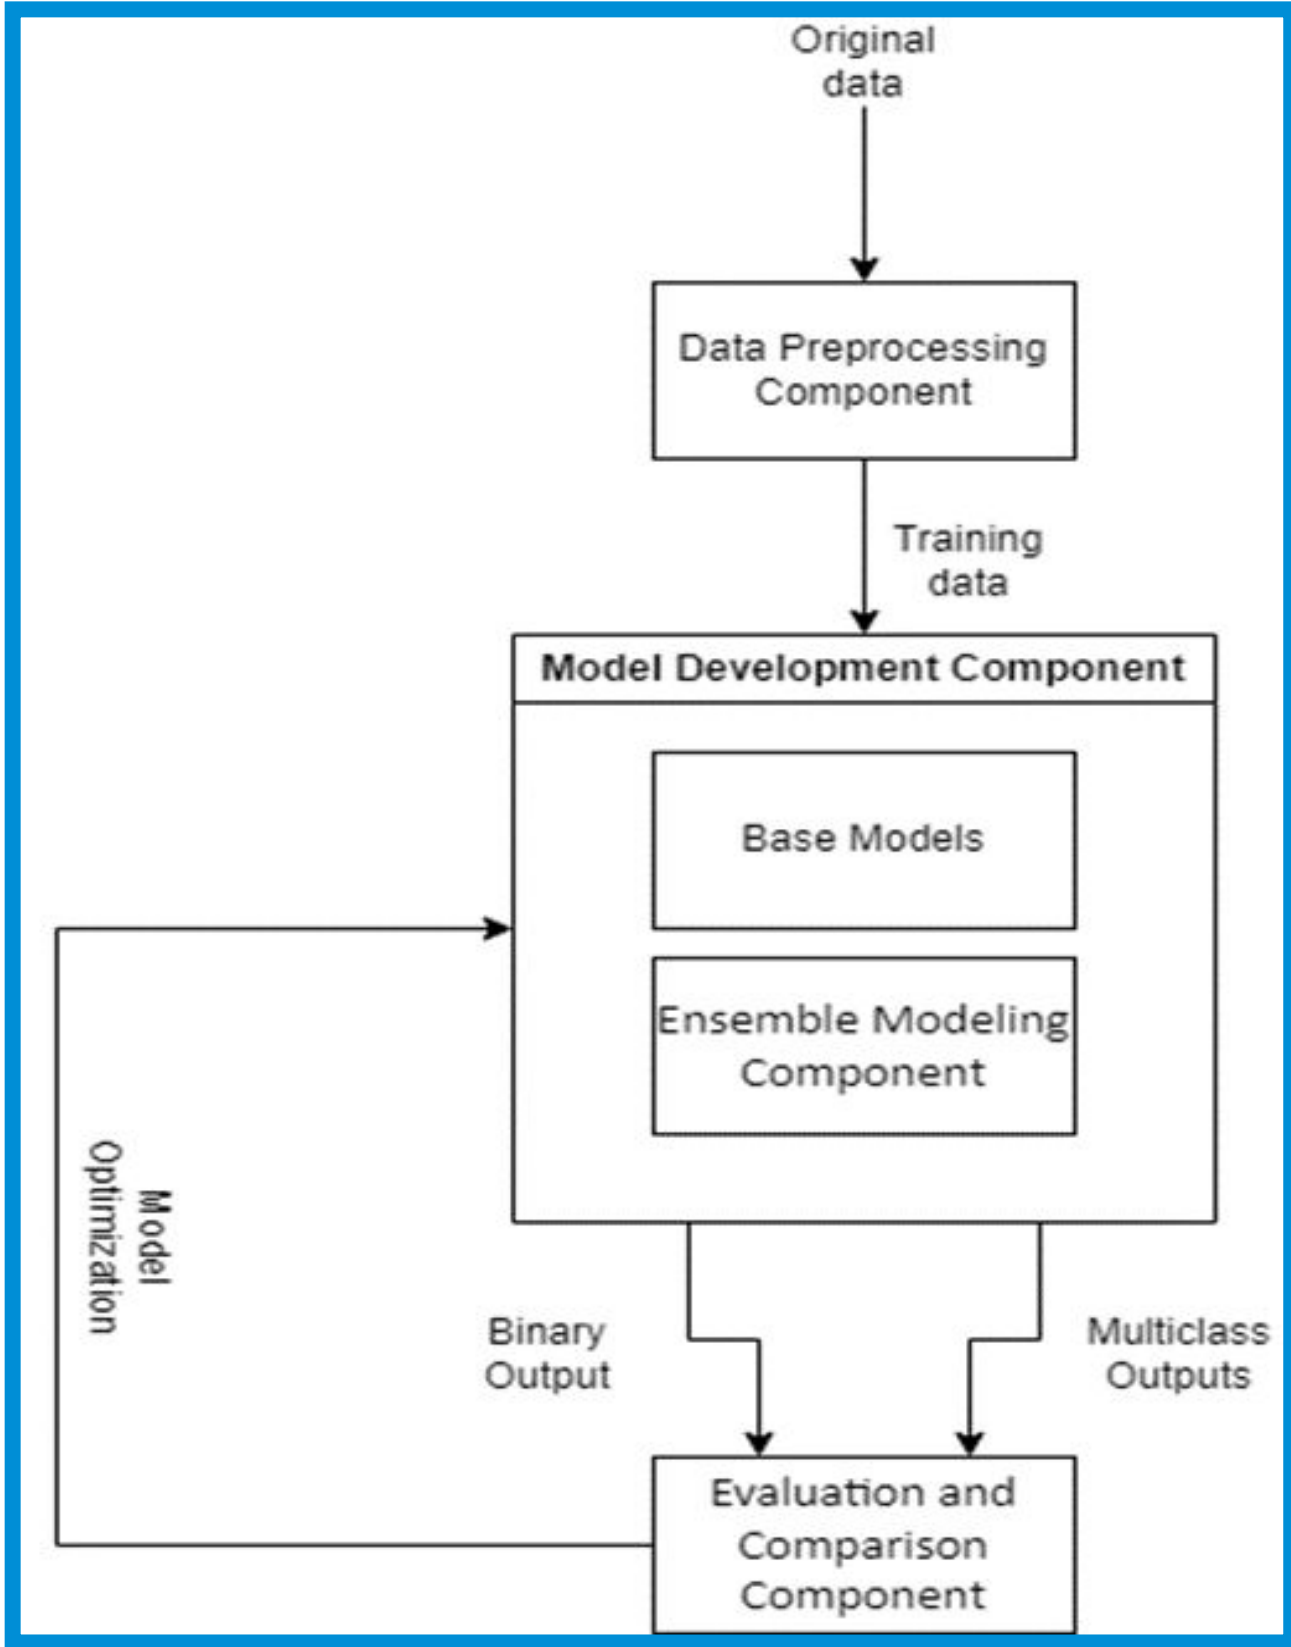 Original
data
Data Preprocessing
Component
Training
data
Model Development Component
Base Models
Ensemble Modeling
Component
Model
Optimization
Binary
Output
Multiclass
Outputs
Evaluation and
Comparison
Component